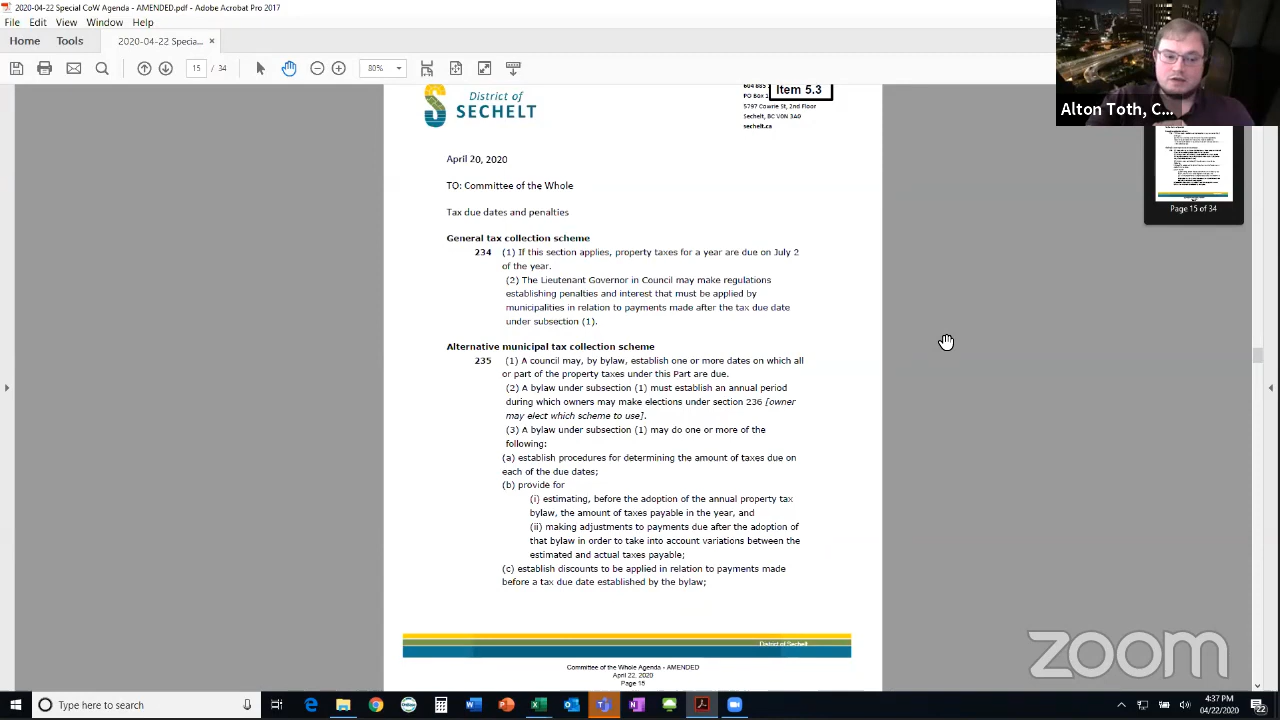 2020-04-22 Special CoW Agenda - AMENDED.pdf - Adobe Acrobat Pro 2017
File Edit View Window Help
Home Tools 2020-04-22 Specia... ×
15 / 34 80%
Item 5.3
District of
SECHELT
PO Box
5797 Cowrie St, 2nd Floor
Sechelt, BC V0N 3A0
sechelt.ca
April 20, 2020
TO: Committee of the Whole
Tax due dates and penalties
General tax collection scheme
234 (1) If this section applies, property taxes for a year are due on July 2
of the year.
(2) The Lieutenant Governor in Council may make regulations
establishing penalties and interest that must be applied by
municipalities in relation to payments made after the tax due date
under subsection (1).
Alternative municipal tax collection scheme
235 (1) A council may, by bylaw, establish one or more dates on which all
or part of the property taxes under this Part are due.
(2) A bylaw under subsection (1) must establish an annual period
during which owners may make elections under section 236 [owner
may elect which scheme to use].
(3) A bylaw under subsection (1) may do one or more of the
following:
(a) establish procedures for determining the amount of taxes due on
each of the due dates;
(b) provide for
(i) estimating, before the adoption of the annual property tax
bylaw, the amount of taxes payable in the year, and
(ii) making adjustments to payments due after the adoption of
that bylaw in order to take into account variations between the
estimated and actual taxes payable;
(c) establish discounts to be applied in relation to payments made
before a tax due date established by the bylaw;
District of Sechelt
Committee of the Whole Agenda - AMENDED
April 22, 2020
Page 15
Alton Toth, C...
Page 15 of 34
zoom
Type here to search
4:37 PM
04/22/2020
22